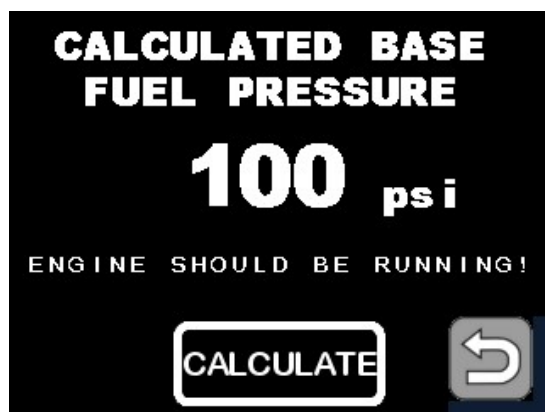 CALCULATED BASE
FUEL PRESSURE
100 psi
ENGINE SHOULD BE RUNNING!
CALCULATE